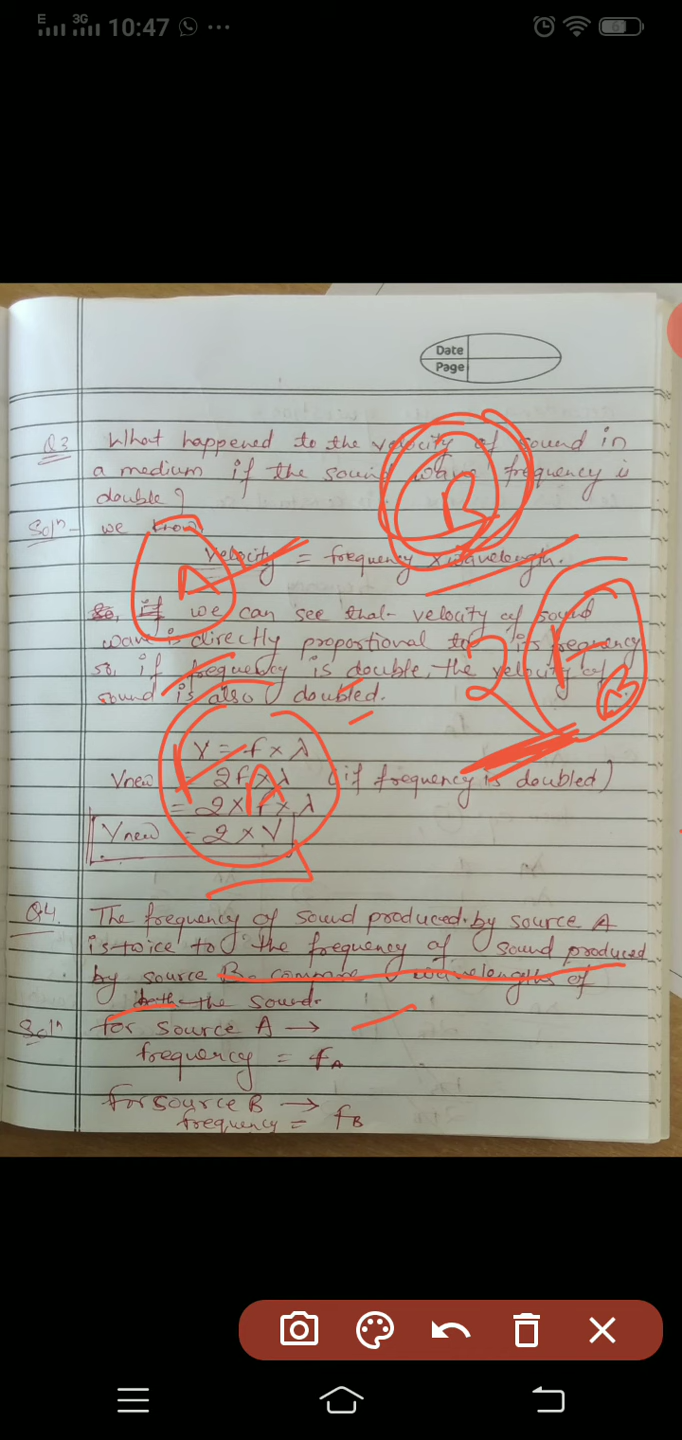 E 3G 10:47 ...
61
Date
Page
Q3 What happened to the velocity of sound in
a medium if the sound wave frequency is
double?
Solⁿ- we know
Velocity = frequency x wavelength.
B
A
so, if we can see that velocity of sound
wave is directly proportional to its frequency
so, if frequency is double, the velocity of
sound is also doubled.
2 F B
V = f x λ
Vnew = 2f x λ (if frequency is doubled)
= 2 x f x λ
Vnew = 2 x V
F A
Q4. The frequency of sound produced by source A
is twice to the frequency of sound produced
by source B. wavelengths of
both the sound.
Solⁿ for source A →
frequency = fA
for source B →
frequency = fB